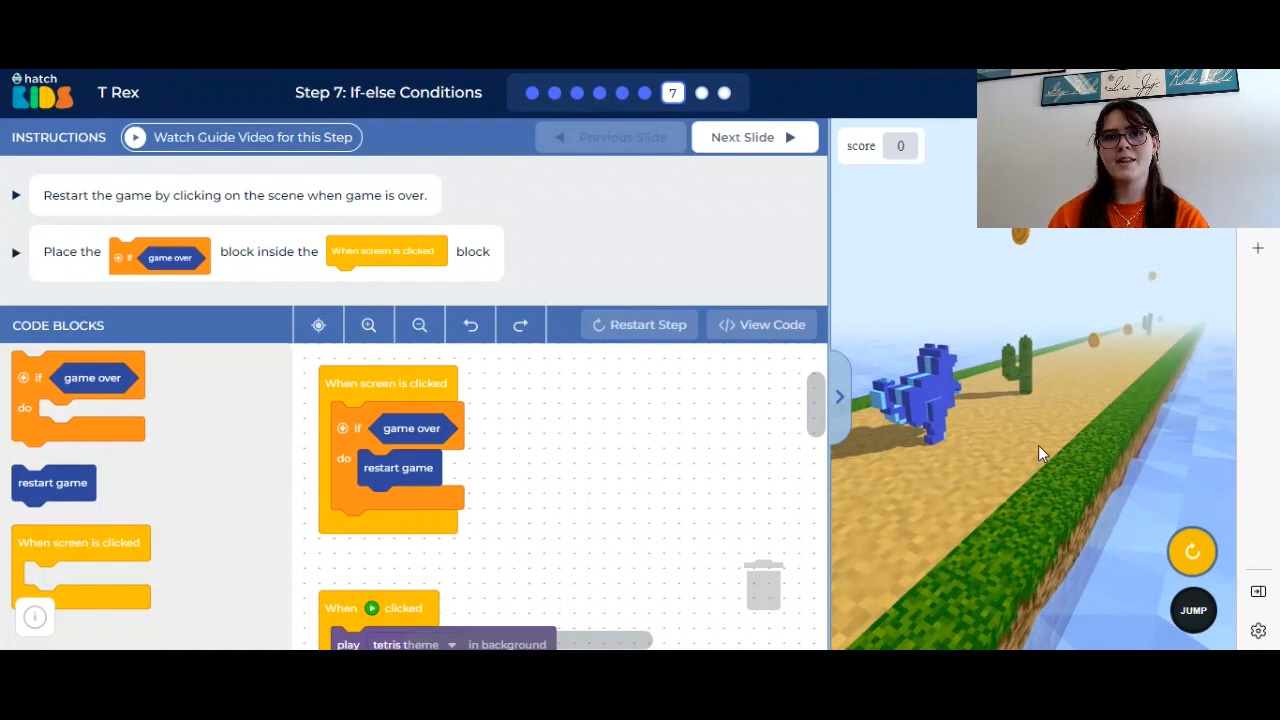 hatch
KIDS
T Rex
Step 7: If-else Conditions
7
INSTRUCTIONS
Watch Guide Video for this Step
Previous Slide
Next Slide
Restart the game by clicking on the scene when game is over.
Place the if game over block inside the When screen is clicked block
CODE BLOCKS
Restart Step
</> View Code
if game over
do
restart game
When screen is clicked
When screen is clicked
if game over
do restart game
When clicked
play tetris theme in background
score 0
JUMP